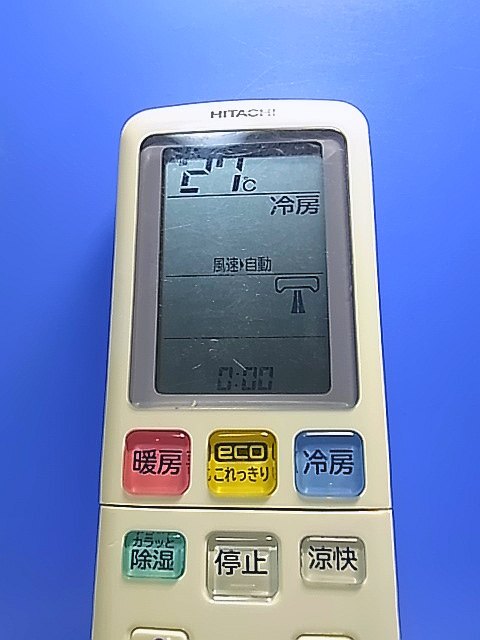 HITACHI
27℃
冷房
風速▸自動
0:00
暖房
eco
これっきり
冷房
カラッと
除湿
停止
涼快